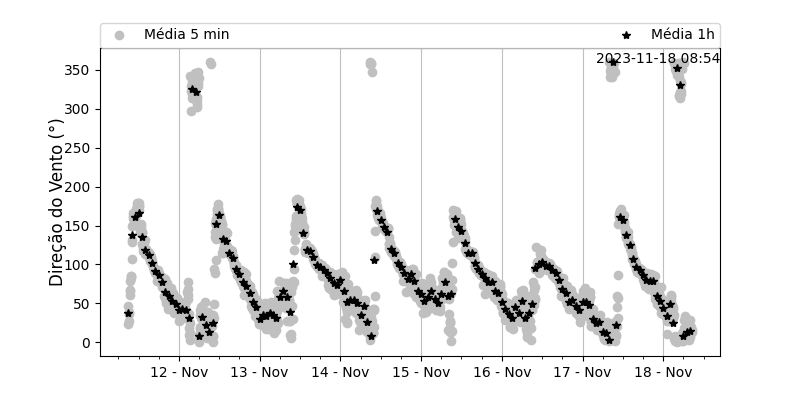 Média 5 min
Média 1h
2023-11-18 08:54
Direção do Vento (°)
350
300
250
200
150
100
50
0
12 - Nov
13 - Nov
14 - Nov
15 - Nov
16 - Nov
17 - Nov
18 - Nov